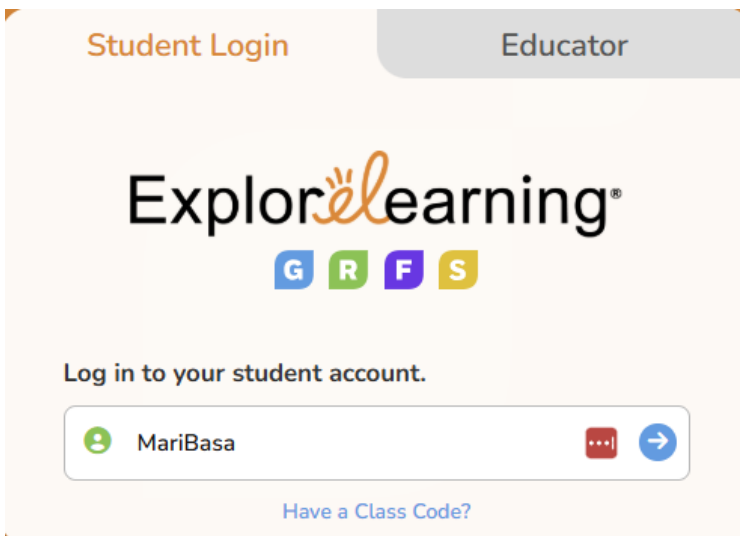 Student Login
Educator
ExploreLearning®
G R F S
Log in to your student account.
MariBasa
Have a Class Code?